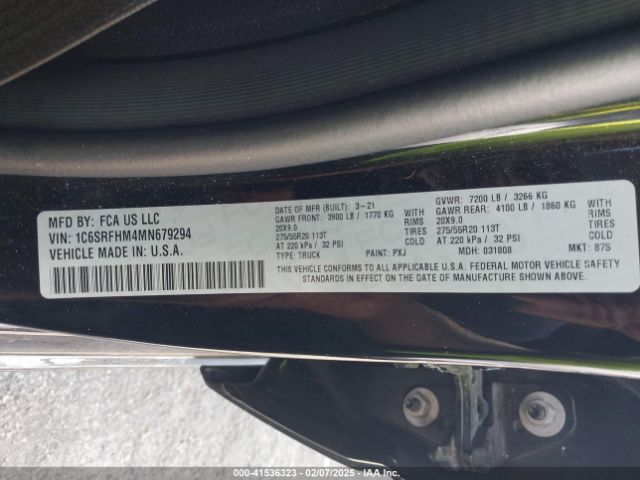 MFD BY: FCA US LLC
VIN: 1C6SRFHM4MN679294
VEHICLE MADE IN: U.S.A.
DATE OF MFR (BUILT): 3-21
GAWR FRONT: 3900 LB / 1770 KG WITH
20X9.0 RIMS
275/55R20 113T TIRES
AT 220 kPa / 32 PSI
TYPE: TRUCK PAINT: PXJ
GVWR: 7200 LB / 3266 KG
GAWR REAR: 4100 LB / 1860 KG WITH
20X9.0 RIMS
275/55R20 113T TIRES
AT 220 kPa / 32 PSI
MDH: 031808 MKT: 875
THIS VEHICLE CONFORMS TO ALL APPLICABLE U.S.A. FEDERAL MOTOR VEHICLE SAFETY
STANDARDS IN EFFECT ON THE DATE OF MANUFACTURE SHOWN ABOVE.
000-41536323 - 02/07/2025 - IAAI.COM